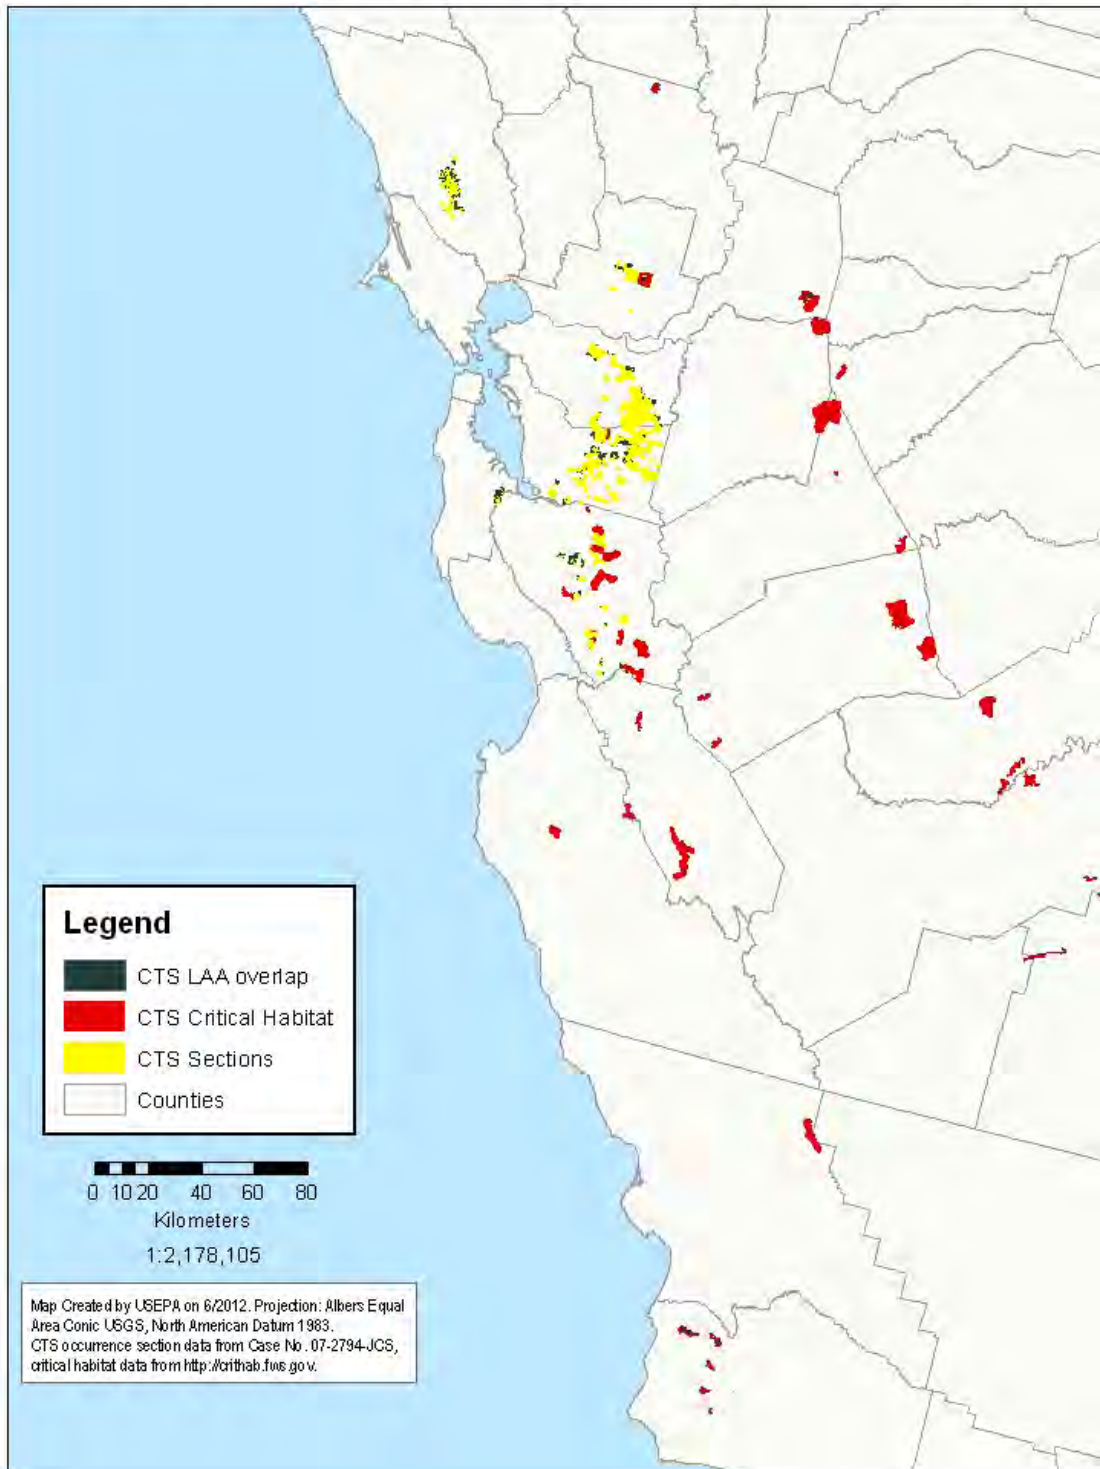 Legend
CTS LAA overlap
CTS Critical Habitat
CTS Sections
Counties
0 10 20 40 60 80
Kilometers
1:2,178,105
Map Created by USEPA on 6/2012. Projection: Albers Equal
Area Conic USGS, North American Datum 1983.
CTS occurrence section data from Case No. 07-2794-JCS,
critical habitat data from http://crithab.fws.gov.